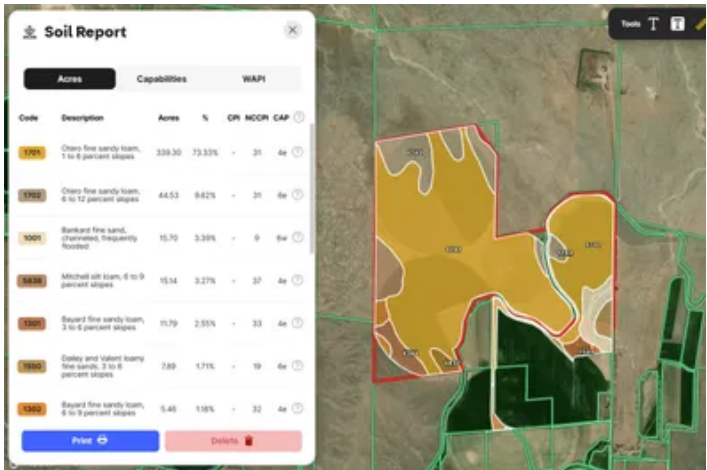 Soil Report
Tools
Acres
Capabilities
WAPI
Code Description Acres % CPI NCCPI CAP
1701 Otero fine sandy loam, 339.30 73.33% - 31 4e
1 to 6 percent slopes
1702 Otero fine sandy loam, 44.53 9.62% - 31 6e
6 to 12 percent slopes
1001 Bankard fine sand, 15.70 3.39% - 9 6w
channeled, frequently
flooded
5636 Mitchell silt loam, 6 to 9 15.14 3.27% - 37 4e
percent slopes
1301 Bayard fine sandy loam, 11.79 2.55% - 33 4e
3 to 6 percent slopes
1550 Dailey and Valent loamy 7.89 1.71% - 19 6e
fine sands, 3 to 6
percent slopes
1302 Bayard fine sandy loam, 5.46 1.18% - 32 4e
6 to 9 percent slopes
Print
Delete